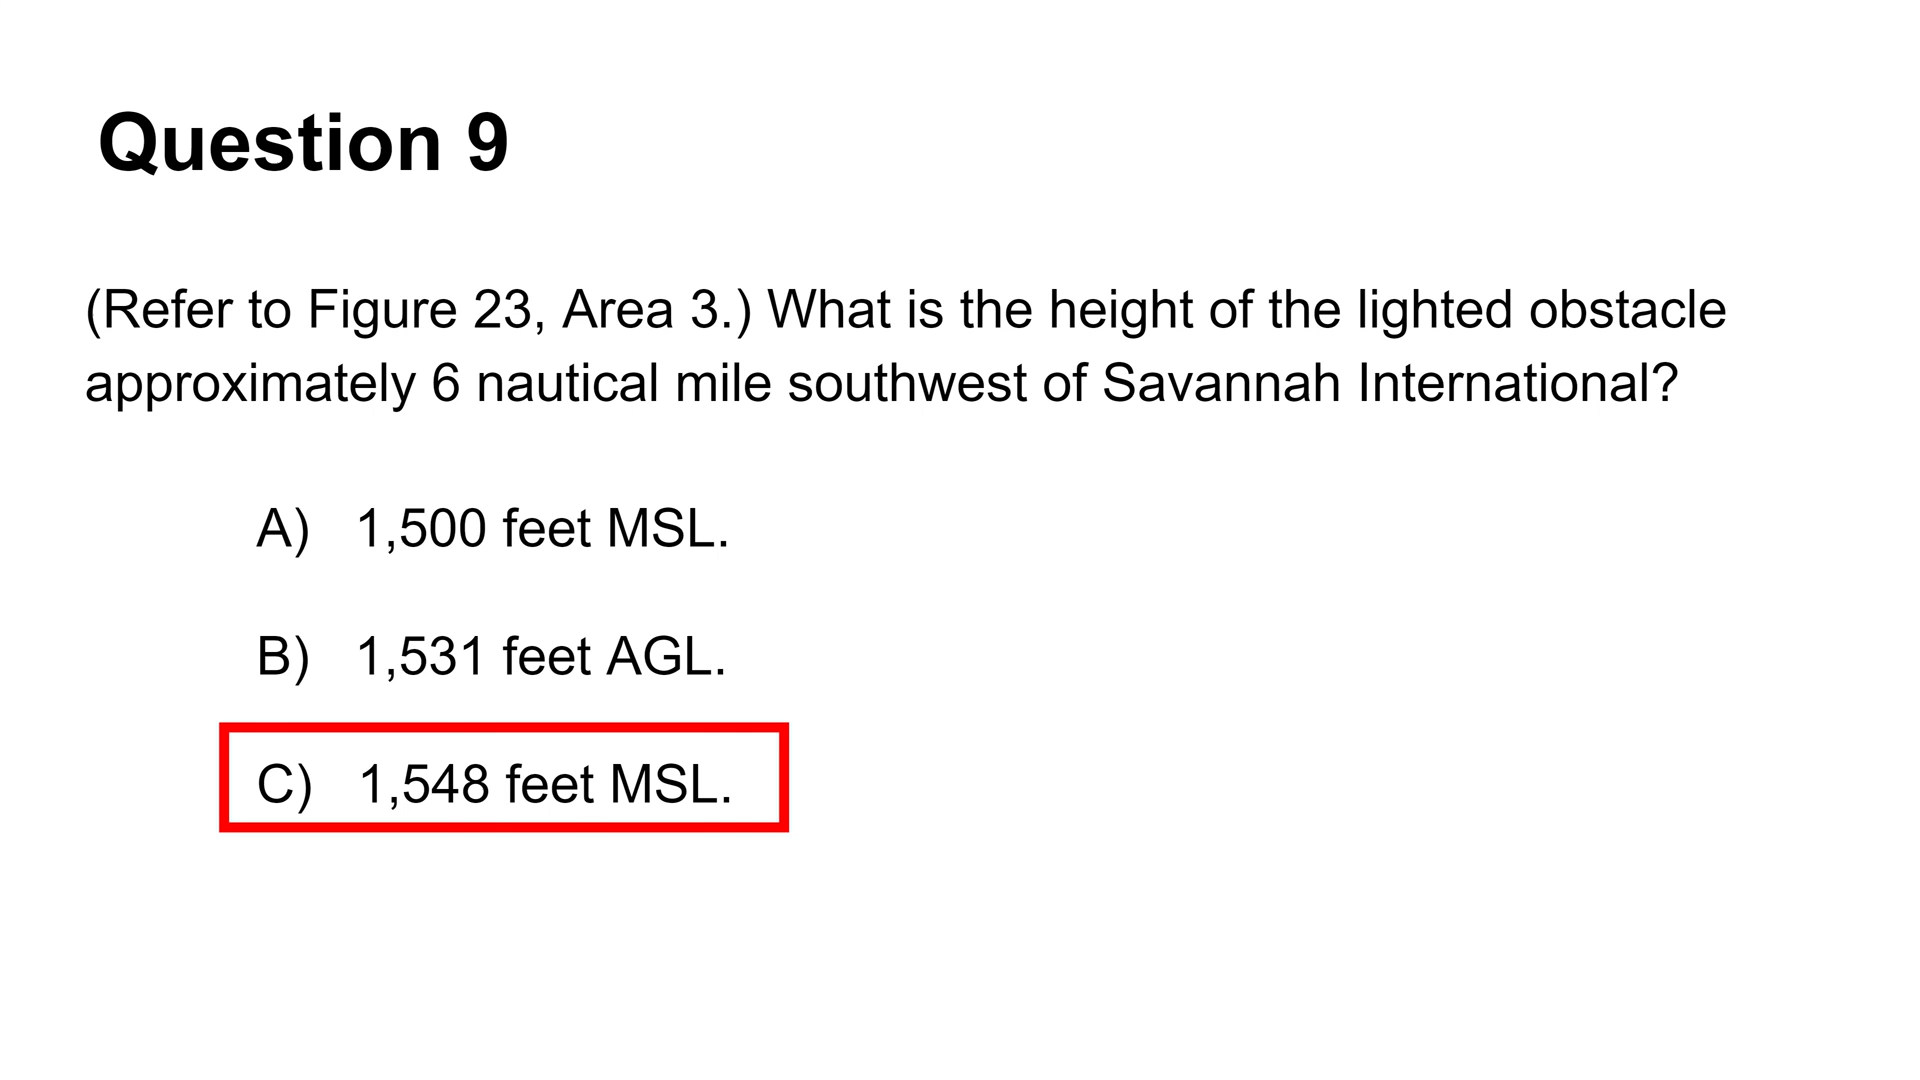 Question 9
(Refer to Figure 23, Area 3.) What is the height of the lighted obstacle
approximately 6 nautical mile southwest of Savannah International?
A) 1,500 feet MSL.
B) 1,531 feet AGL.
C) 1,548 feet MSL.